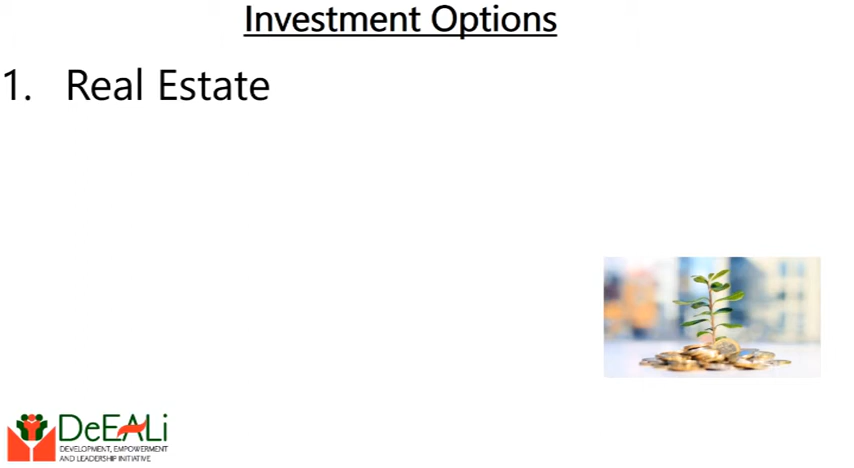 Investment Options
1. Real Estate
DeEALi
DEVELOPMENT, EMPOWERMENT
AND LEADERSHIP INITIATIVE